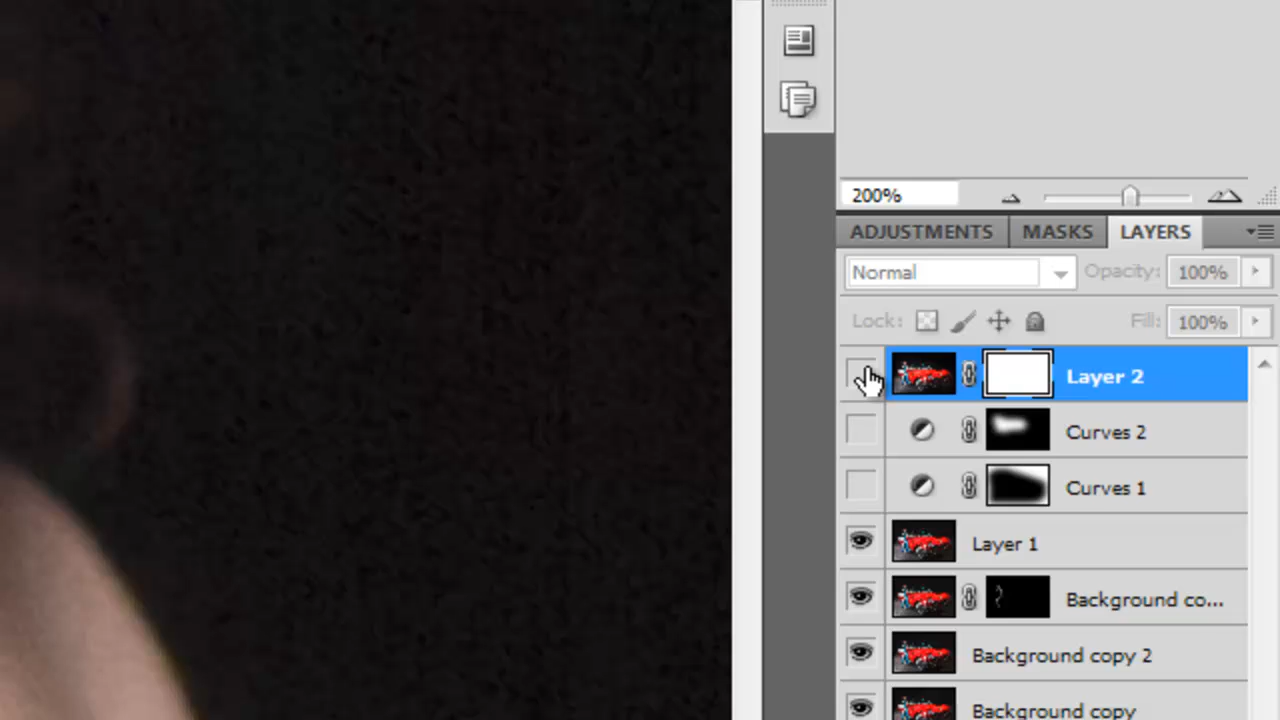 200%
ADJUSTMENTS MASKS LAYERS
Normal Opacity: 100%
Lock: Fill: 100%
Layer 2
Curves 2
Curves 1
Layer 1
Background co...
Background copy 2
Background copy